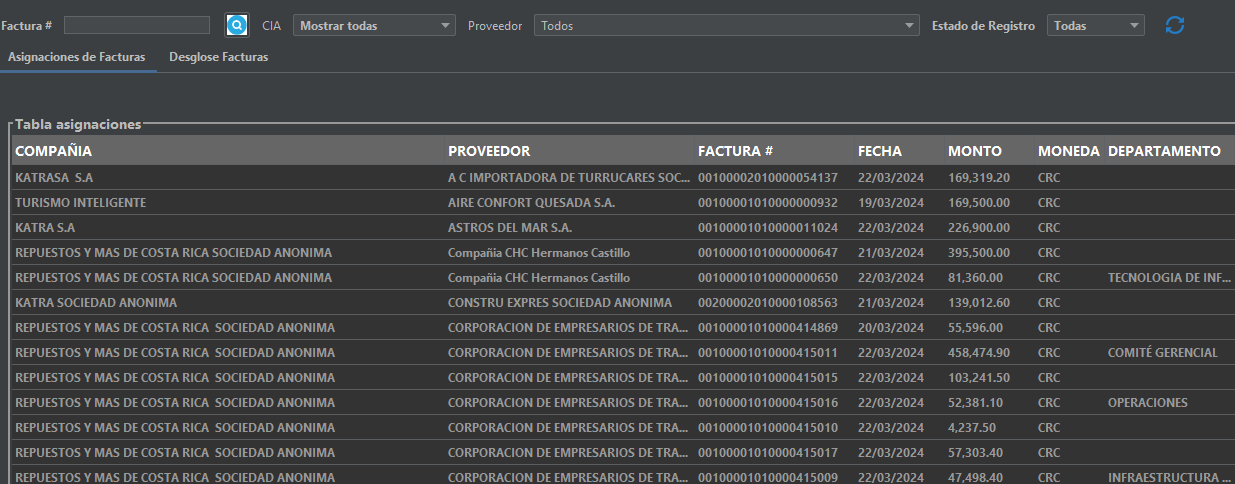 Factura # CIA Mostrar todas Proveedor Todos Estado de Registro Todas
Asignaciones de Facturas Desglose Facturas
Tabla asignaciones
COMPAÑIA PROVEEDOR FACTURA # FECHA MONTO MONEDA DEPARTAMENTO
KATRASA S.A A C IMPORTADORA DE TURRUCARES SOC... 00100002010000054137 22/03/2024 169,319.20 CRC
TURISMO INTELIGENTE AIRE CONFORT QUESADA S.A. 00100001010000000932 19/03/2024 169,500.00 CRC
KATRA S.A ASTROS DEL MAR S.A. 00100001010000011024 22/03/2024 226,900.00 CRC
REPUESTOS Y MAS DE COSTA RICA SOCIEDAD ANONIMA Compañia CHC Hermanos Castillo 00100001010000000647 21/03/2024 395,500.00 CRC
REPUESTOS Y MAS DE COSTA RICA SOCIEDAD ANONIMA Compañia CHC Hermanos Castillo 00100001010000000650 22/03/2024 81,360.00 CRC TECNOLOGIA DE INF...
KATRA SOCIEDAD ANONIMA CONSTRU EXPRES SOCIEDAD ANONIMA 00200002010000108563 21/03/2024 139,012.60 CRC
REPUESTOS Y MAS DE COSTA RICA SOCIEDAD ANONIMA CORPORACION DE EMPRESARIOS DE TRA... 00100001010000414869 20/03/2024 55,596.00 CRC
REPUESTOS Y MAS DE COSTA RICA SOCIEDAD ANONIMA CORPORACION DE EMPRESARIOS DE TRA... 00100001010000415011 22/03/2024 458,474.90 CRC COMITÉ GERENCIAL
REPUESTOS Y MAS DE COSTA RICA SOCIEDAD ANONIMA CORPORACION DE EMPRESARIOS DE TRA... 00100001010000415015 22/03/2024 103,241.50 CRC
REPUESTOS Y MAS DE COSTA RICA SOCIEDAD ANONIMA CORPORACION DE EMPRESARIOS DE TRA... 00100001010000415016 22/03/2024 52,381.10 CRC OPERACIONES
REPUESTOS Y MAS DE COSTA RICA SOCIEDAD ANONIMA CORPORACION DE EMPRESARIOS DE TRA... 00100001010000415010 22/03/2024 4,237.50 CRC
REPUESTOS Y MAS DE COSTA RICA SOCIEDAD ANONIMA CORPORACION DE EMPRESARIOS DE TRA... 00100001010000415017 22/03/2024 57,303.40 CRC
REPUESTOS Y MAS DE COSTA RICA SOCIEDAD ANONIMA CORPORACION DE EMPRESARIOS DE TRA... 00100001010000415009 22/03/2024 47,498.40 CRC INFRAESTRUCTURA ...